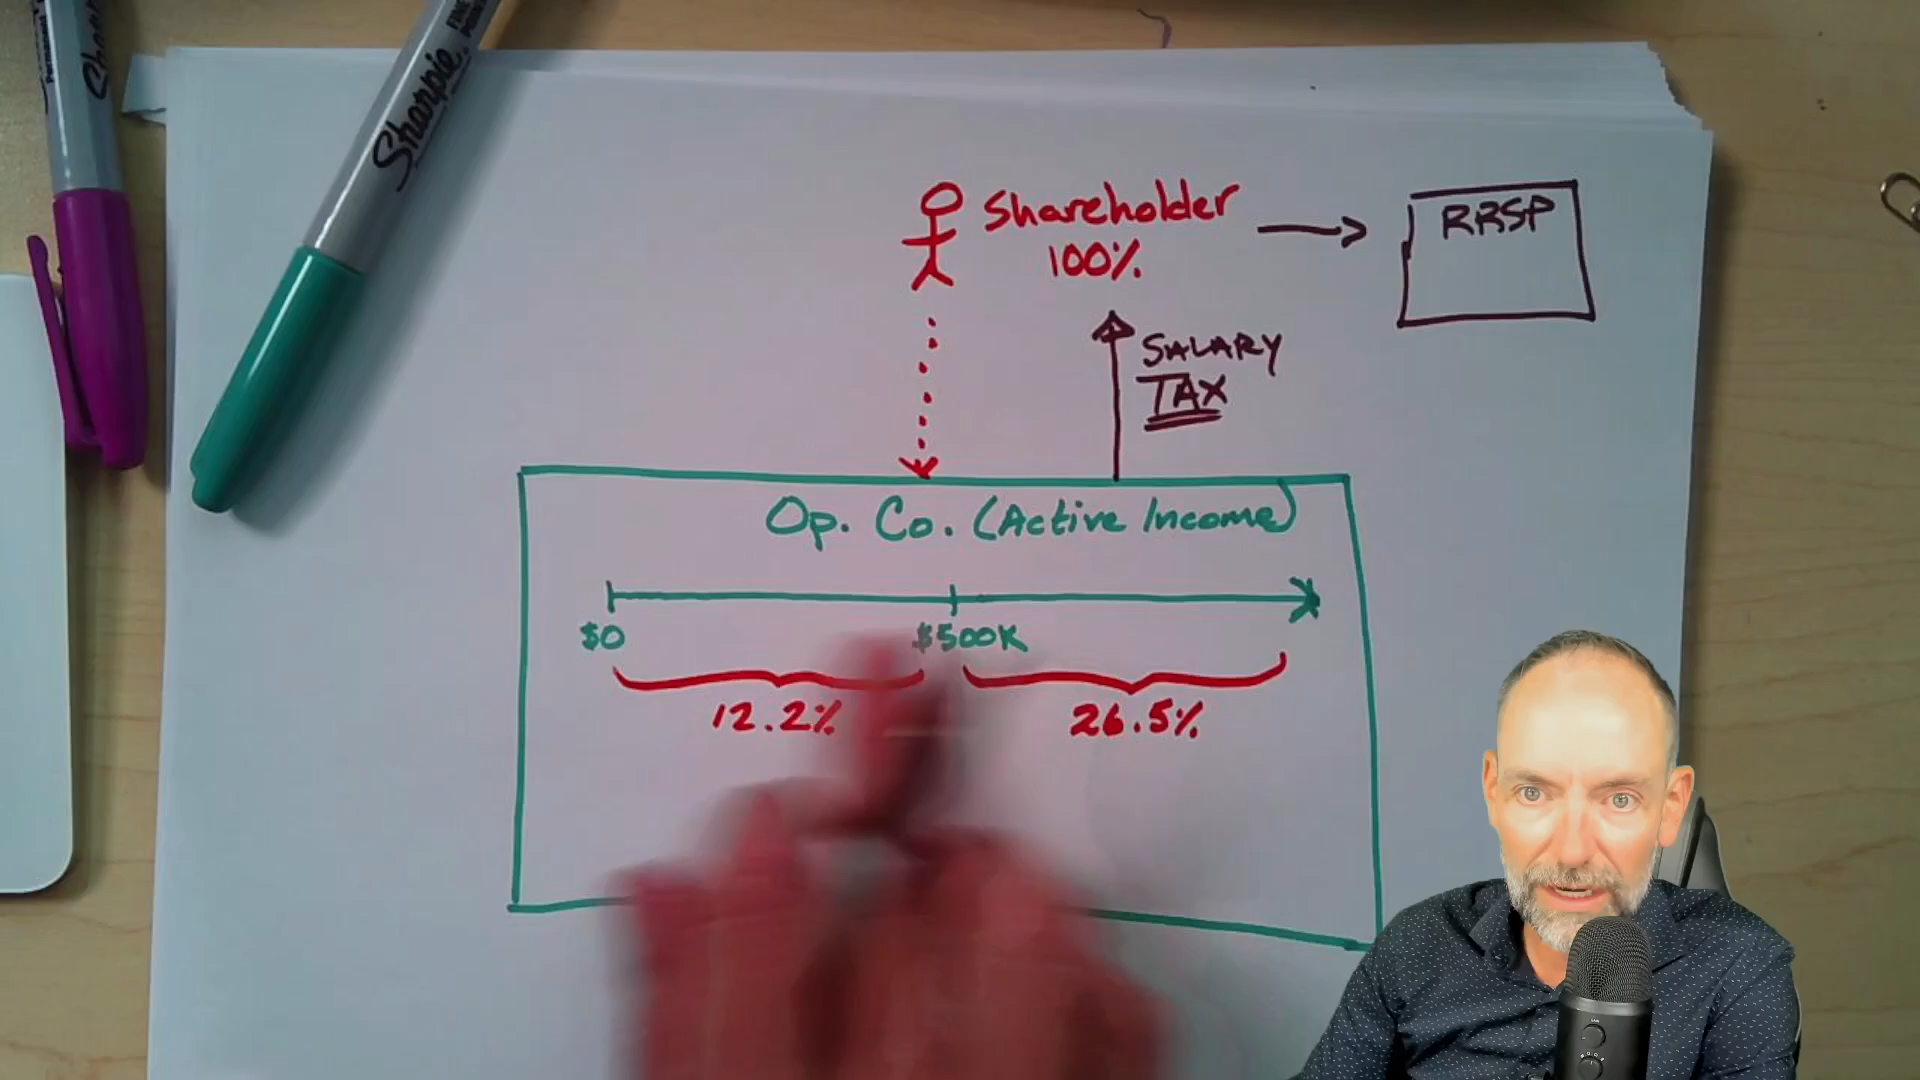 Sharpie
Shareholder
100%
RRSP
SALARY
TAX
Op. Co. (Active Income)
$0
$500K
12.2%
26.5%